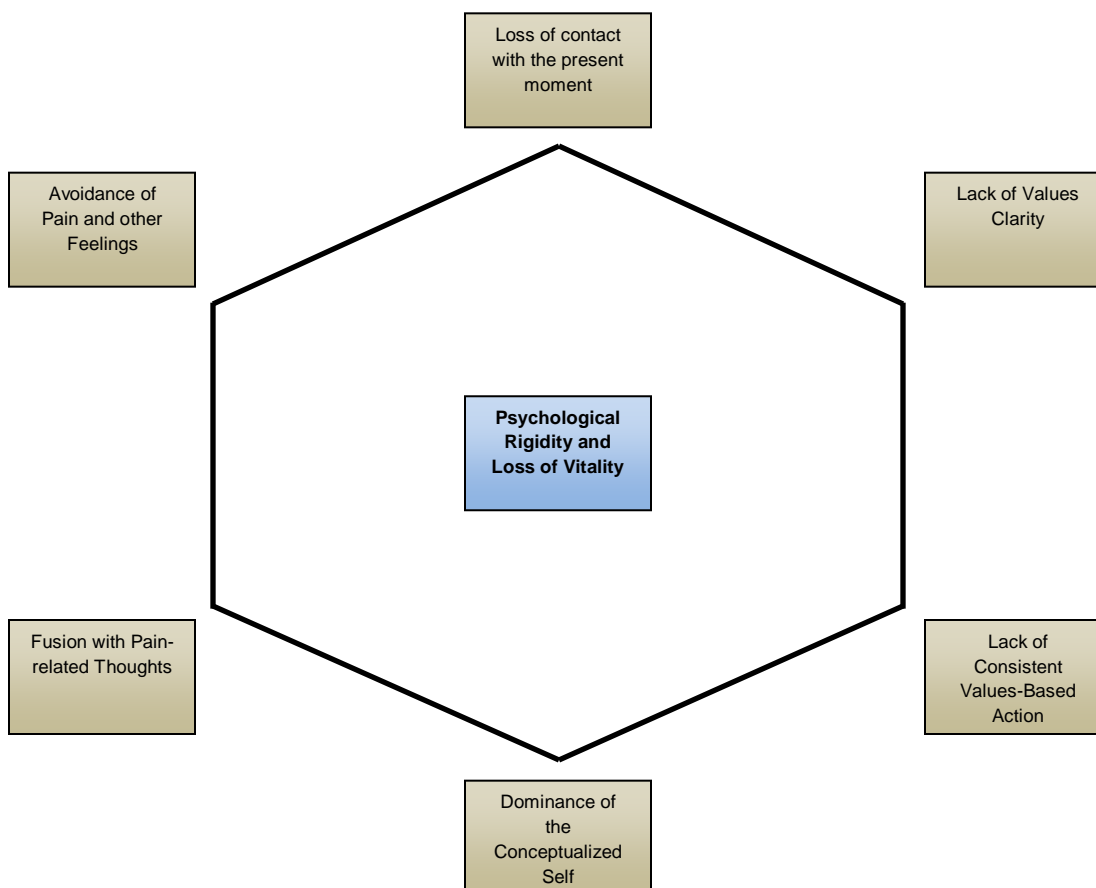 Loss of contact
with the present
moment
Avoidance of
Pain and other
Feelings
Lack of Values
Clarity
Psychological
Rigidity and
Loss of Vitality
Fusion with Pain-
related Thoughts
Lack of
Consistent
Values-Based
Action
Dominance of
the
Conceptualized
Self